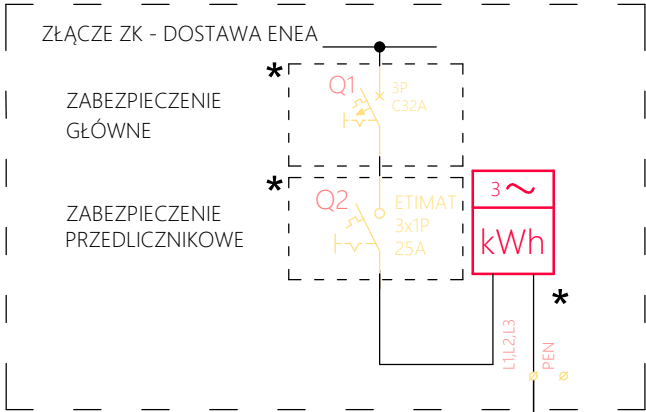 ZŁĄCZE ZK - DOSTAWA ENEA
*
Q1
3P
C32A
ZABEZPIECZENIE
GŁÓWNE
*
Q2
ETIMAT
3x1P
25A
ZABEZPIECZENIE
PRZEDLICZNIKOWE
3 ~
kWh
*
L1,L2,L3
PEN